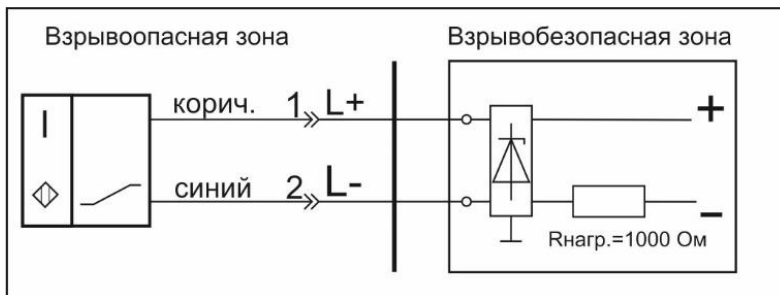 Взрывоопасная зона
Взрывобезопасная зона
корич. 1 L+
+
I
синий 2 L-
–
Rнагр.=1000 Ом